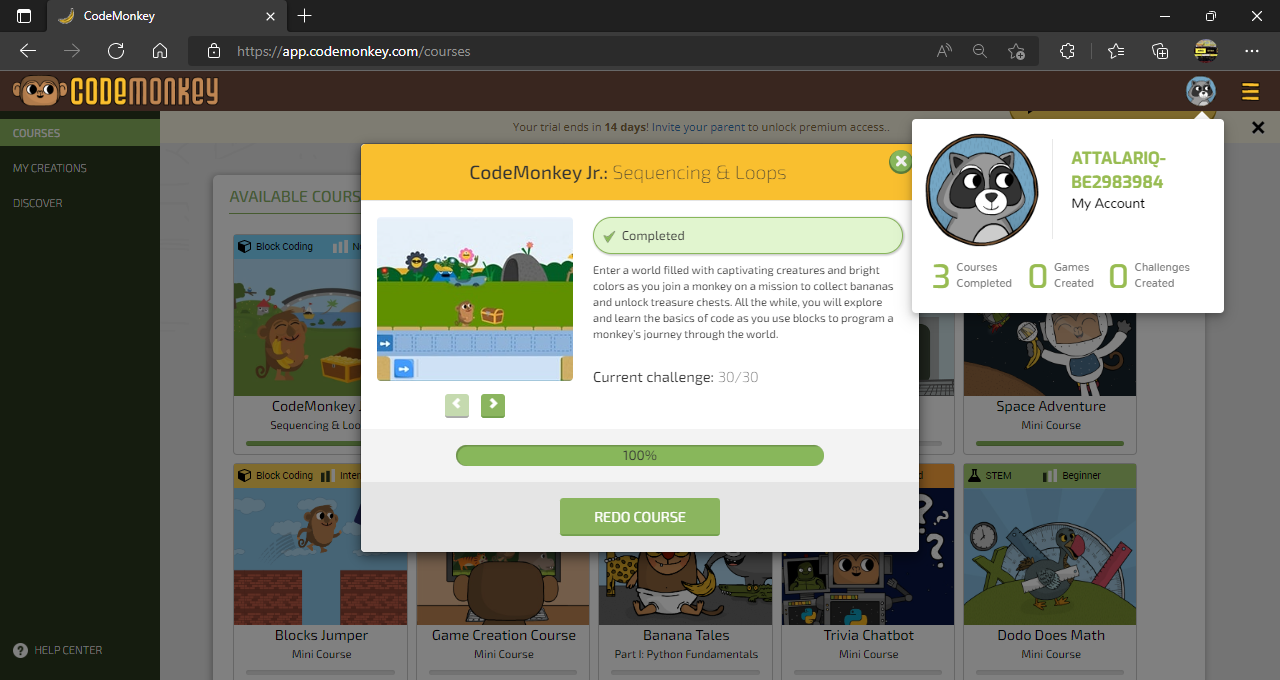 CodeMonkey
https://app.codemonkey.com/courses
CODEMONKEY
COURSES
MY CREATIONS
DISCOVER
HELP CENTER
Your trial ends in 14 days! Invite your parent to unlock premium access..
ATTALARIQ-
BE2983984
My Account
3 Courses Completed
0 Games Created
0 Challenges Created
AVAILABLE COURS
CodeMonkey Jr.: Sequencing & Loops
Completed
Enter a world filled with captivating creatures and bright
colors as you join a monkey on a mission to collect bananas
and unlock treasure chests. All the while, you will explore
and learn the basics of code as you use blocks to program a
monkey's journey through the world.
Current challenge: 30/30
100%
REDO COURSE
Block Coding
CodeMonkey
Sequencing & Loo
Space Adventure
Mini Course
Block Coding Inter
STEM Beginner
Blocks Jumper
Mini Course
Game Creation Course
Mini Course
Banana Tales
Part I: Python Fundamentals
Trivia Chatbot
Mini Course
Dodo Does Math
Mini Course